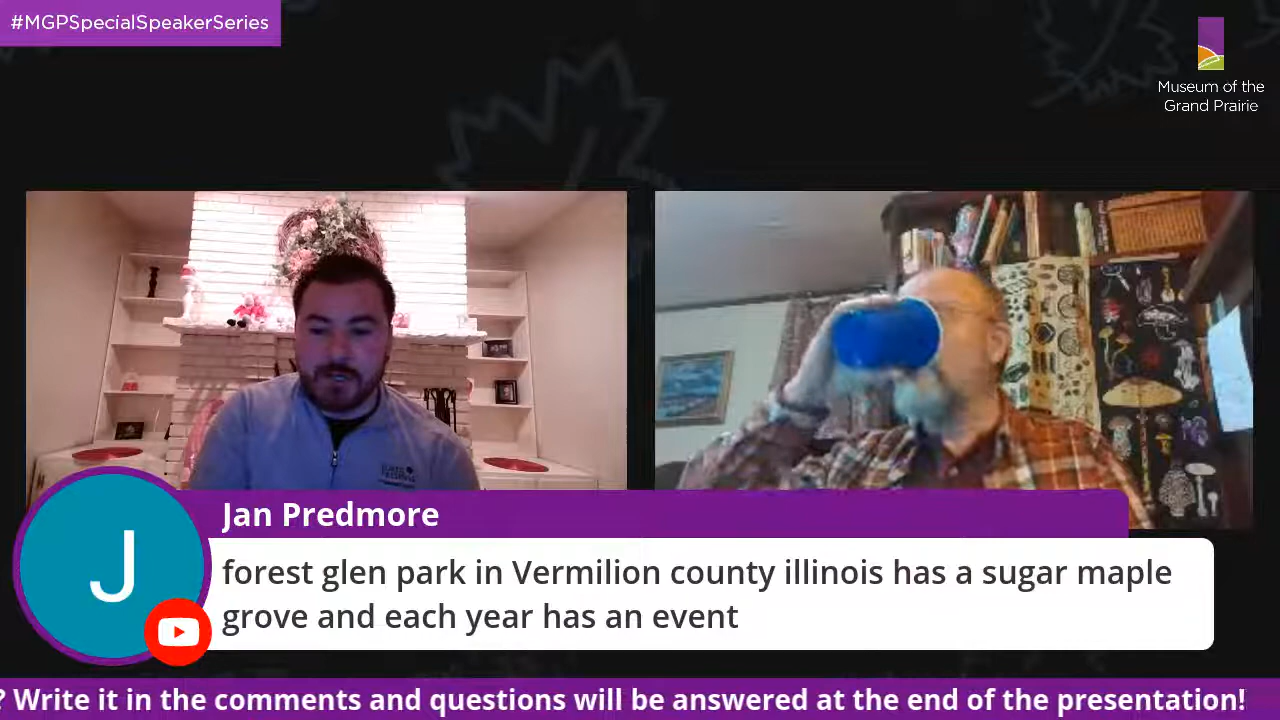 #MGPSpecialSpeakerSeries
Museum of the
Grand Prairie
J
Jan Predmore
forest glen park in Vermilion county illinois has a sugar maple
grove and each year has an event
? Write it in the comments and questions will be answered at the end of the presentation!